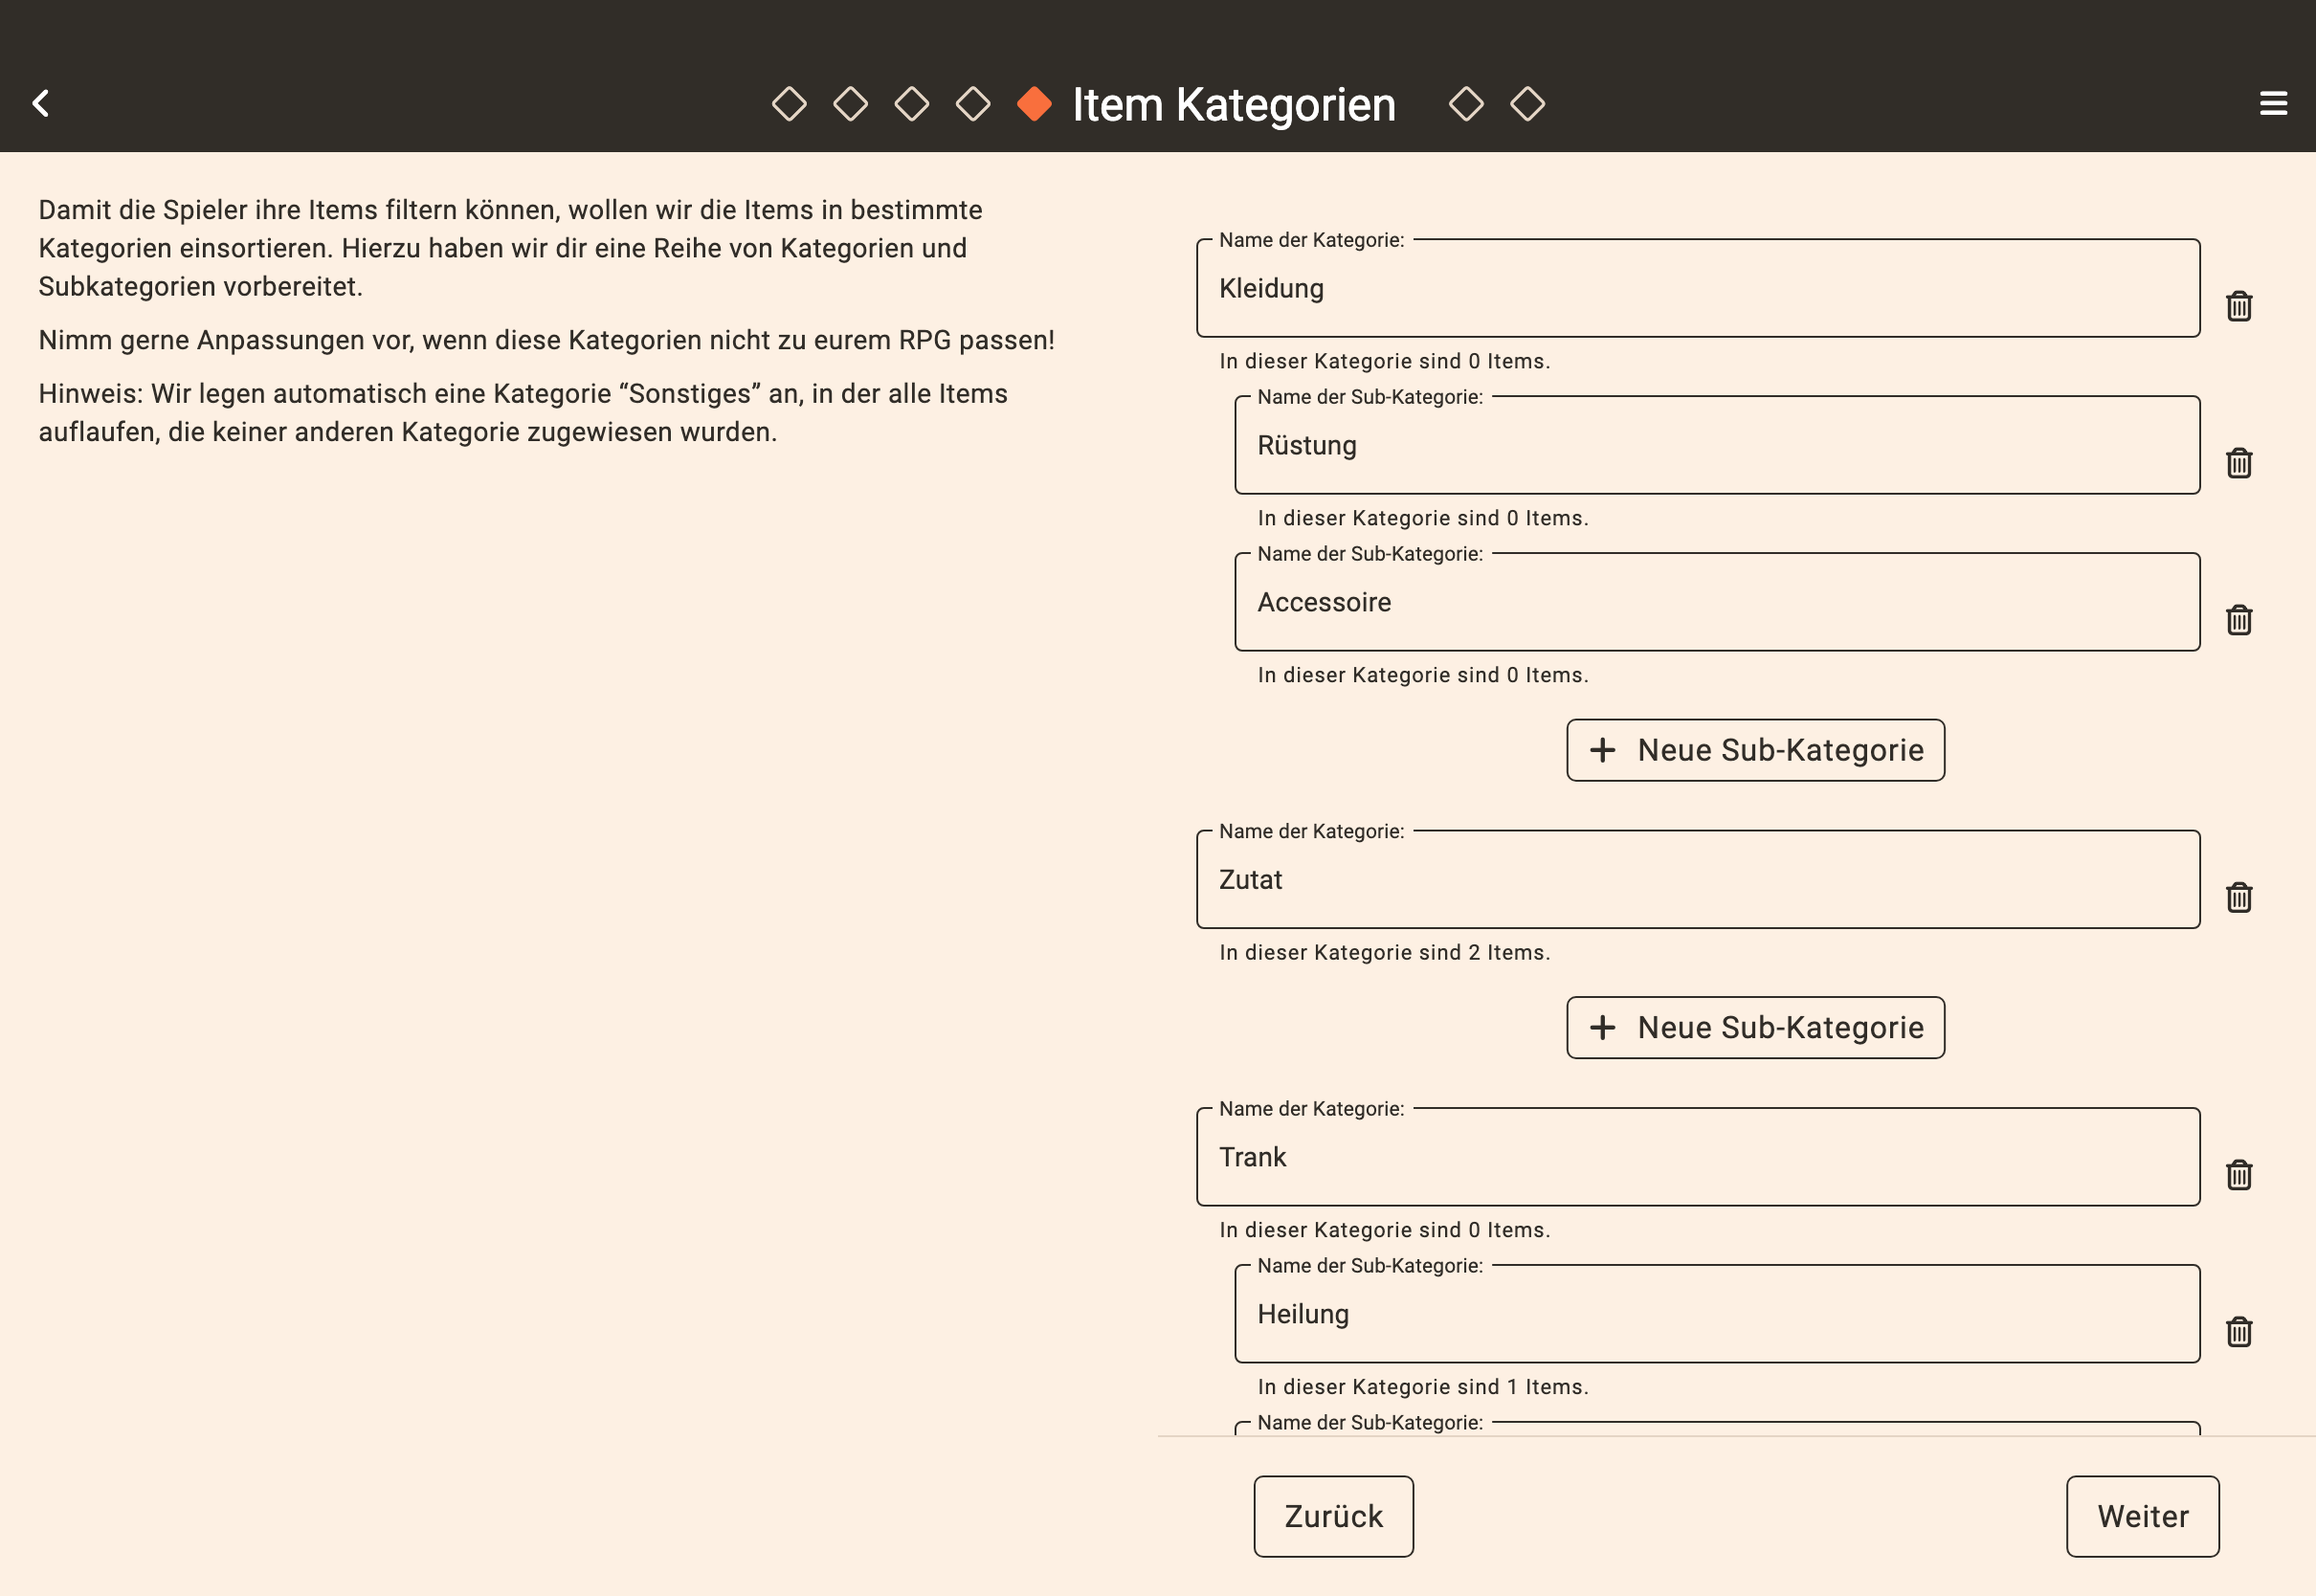 Item Kategorien
Damit die Spieler ihre Items filtern können, wollen wir die Items in bestimmte
Kategorien einsortieren. Hierzu haben wir dir eine Reihe von Kategorien und
Subkategorien vorbereitet.
Nimm gerne Anpassungen vor, wenn diese Kategorien nicht zu eurem RPG passen!
Hinweis: Wir legen automatisch eine Kategorie “Sonstiges” an, in der alle Items
auflaufen, die keiner anderen Kategorie zugewiesen wurden.
Name der Kategorie:
Kleidung
In dieser Kategorie sind 0 Items.
Name der Sub-Kategorie:
Rüstung
In dieser Kategorie sind 0 Items.
Name der Sub-Kategorie:
Accessoire
In dieser Kategorie sind 0 Items.
+ Neue Sub-Kategorie
Name der Kategorie:
Zutat
In dieser Kategorie sind 2 Items.
+ Neue Sub-Kategorie
Name der Kategorie:
Trank
In dieser Kategorie sind 0 Items.
Name der Sub-Kategorie:
Heilung
In dieser Kategorie sind 1 Items.
Name der Sub-Kategorie:
Zurück
Weiter